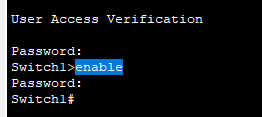 User Access Verification
Password:
Switch1>enable
Password:
Switch1#